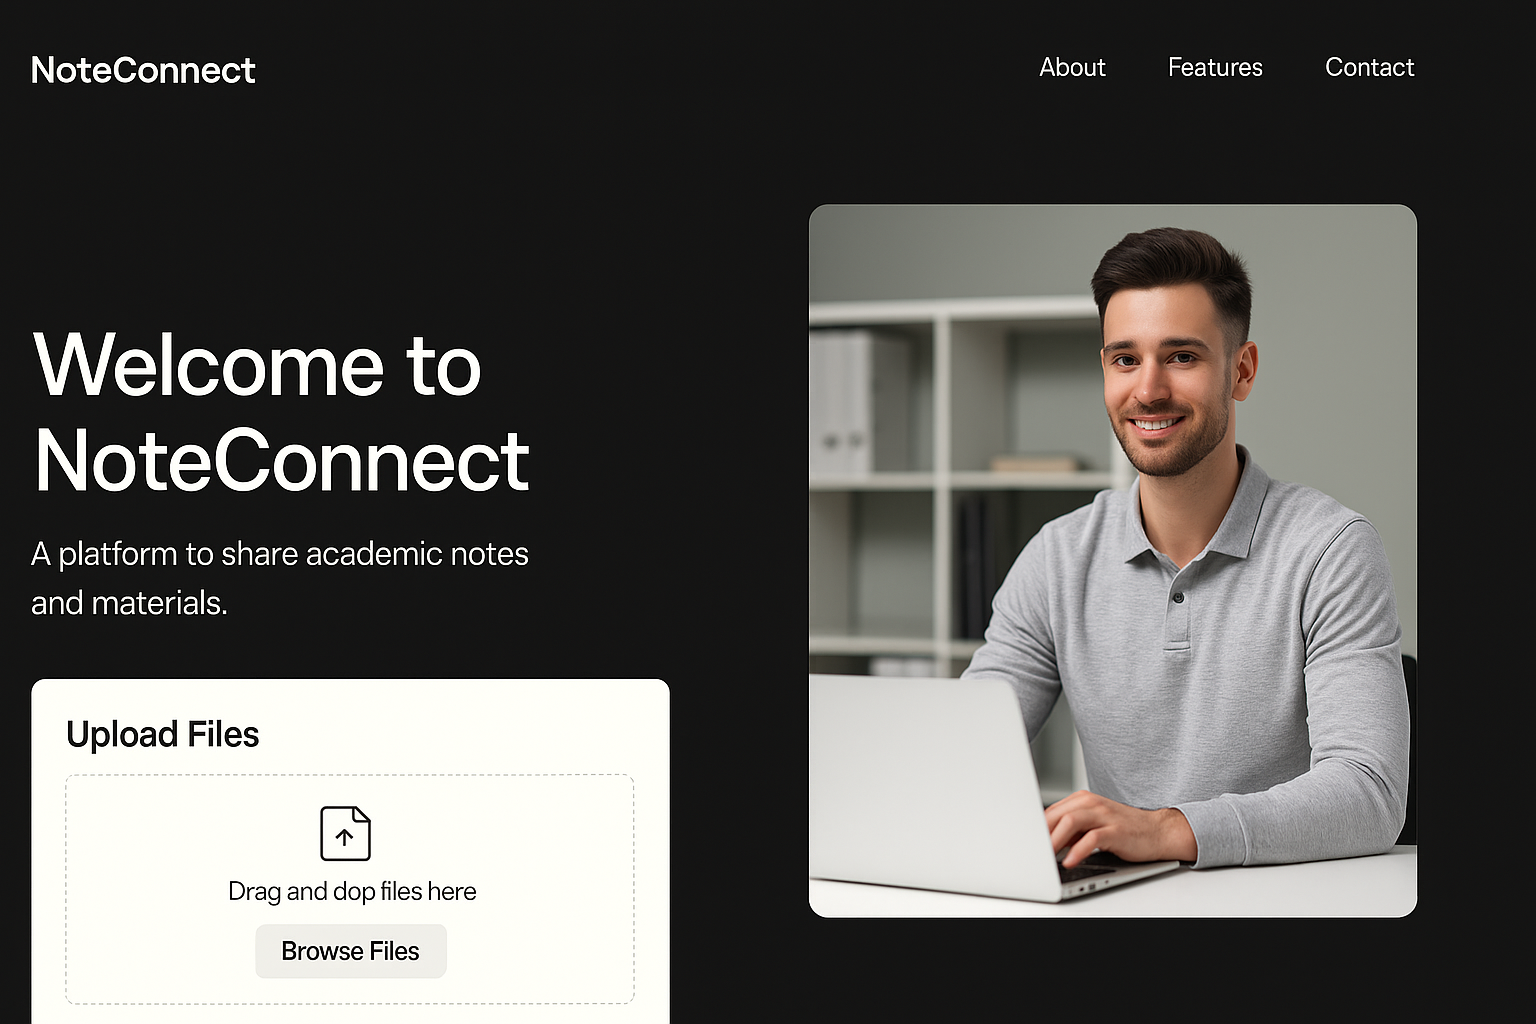 NoteConnect
About Features Contact
Welcome to
NoteConnect
A platform to share academic notes
and materials.
Upload Files
Drag and dop files here
Browse Files